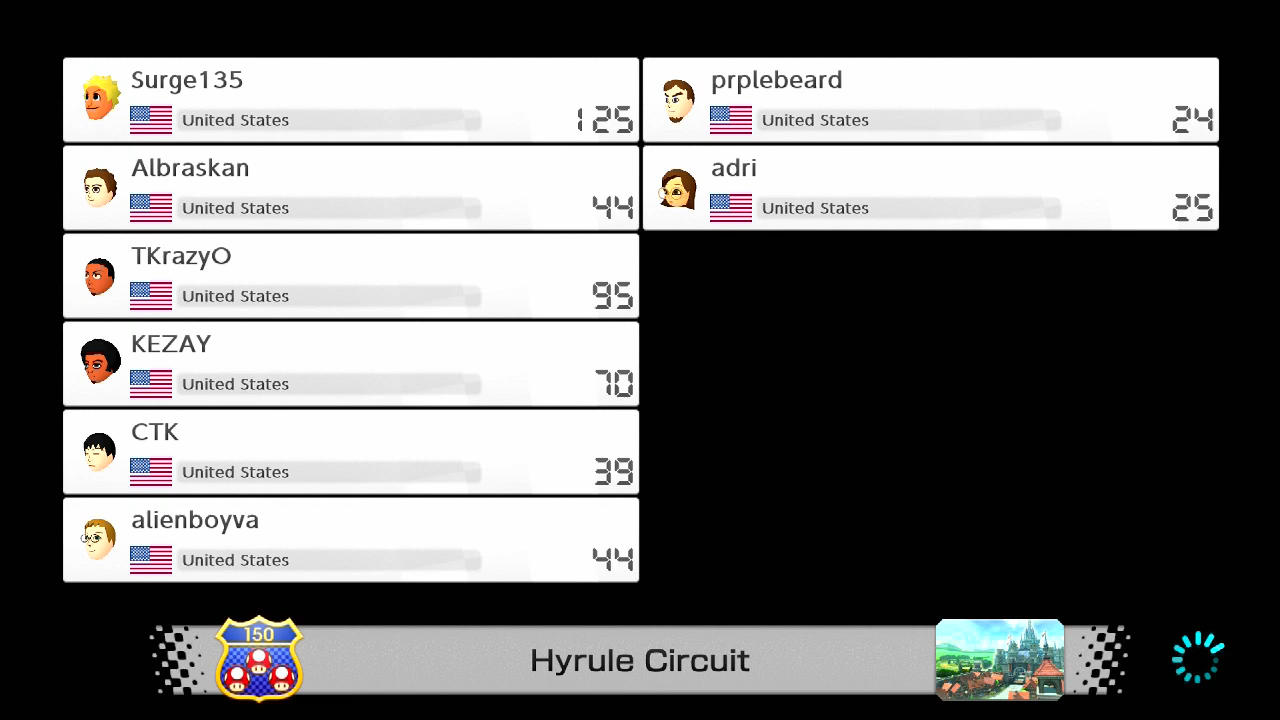 Surge135
United States
125
Albraskan
United States
44
TKrazyO
United States
95
KEZAY
United States
70
CTK
United States
39
alienboyva
United States
44
prplebeard
United States
24
adri
United States
25
150
Hyrule Circuit